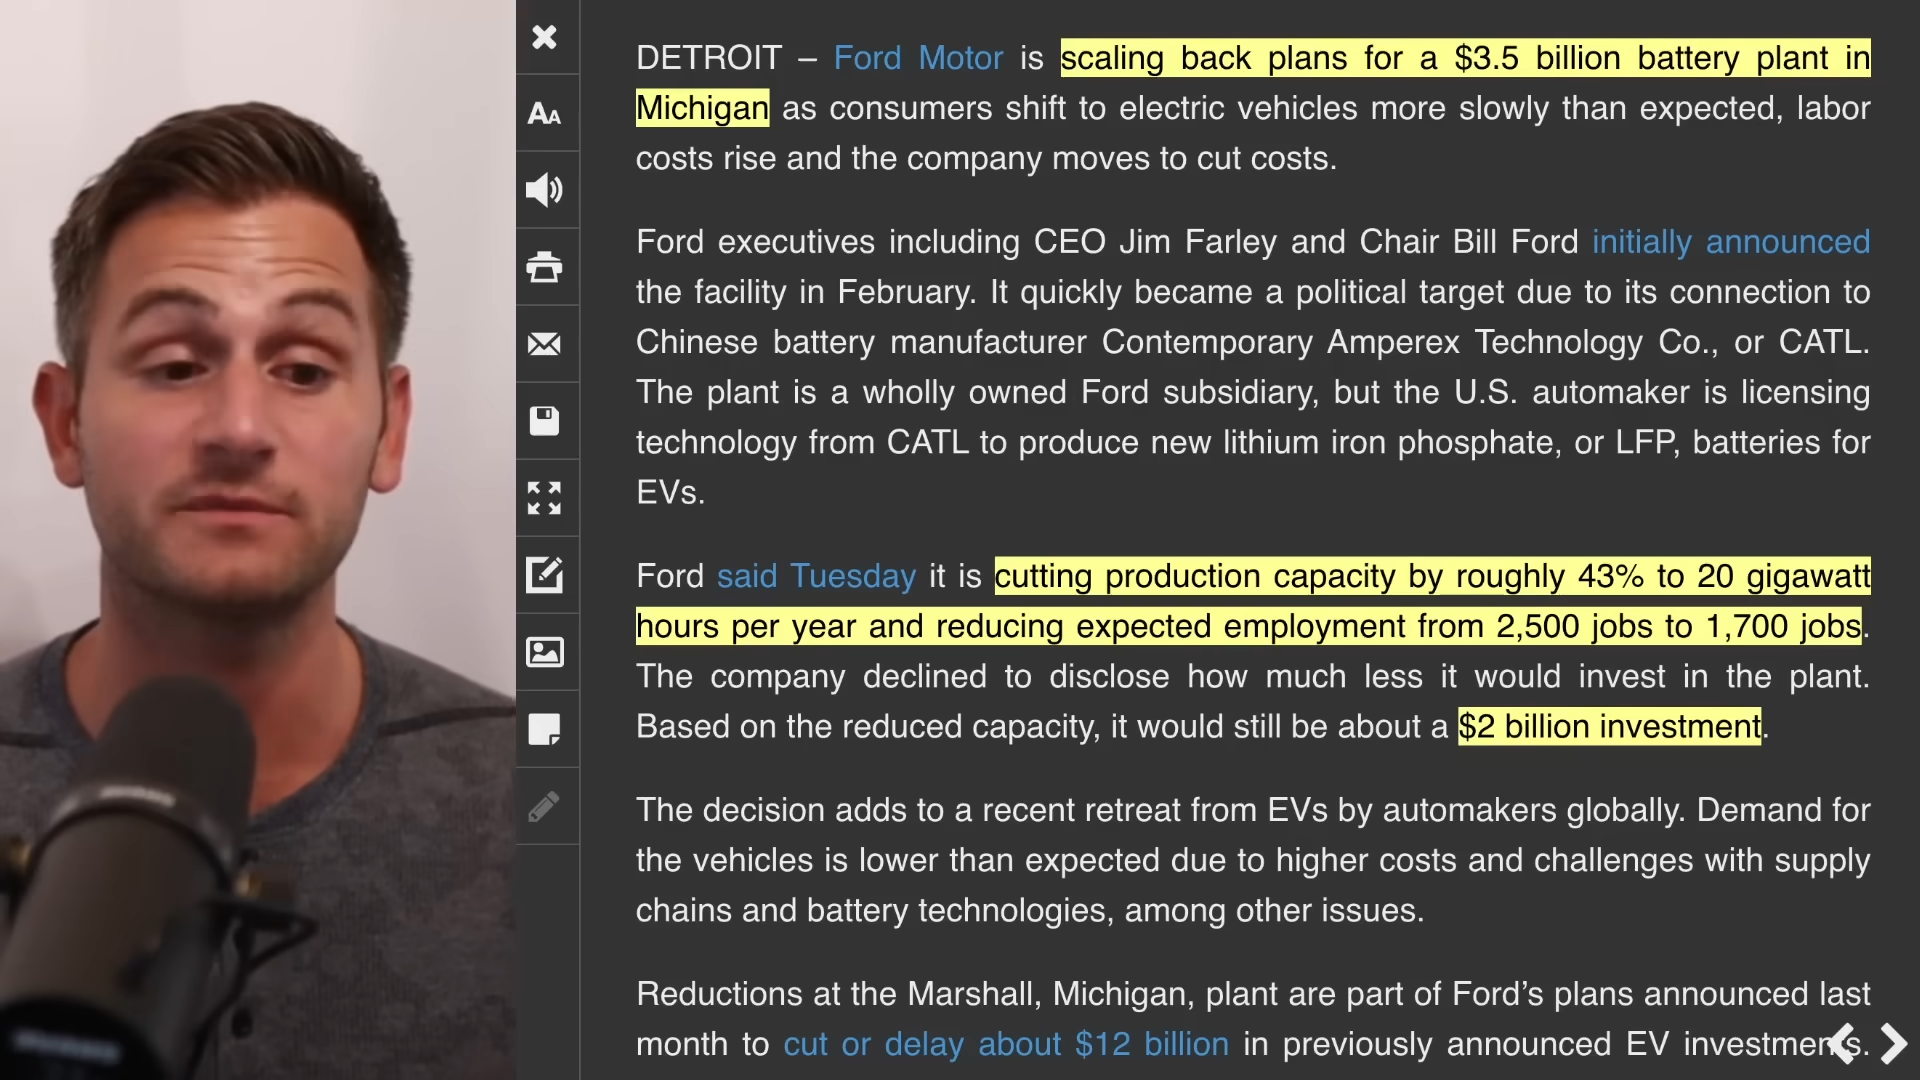 DETROIT – Ford Motor is scaling back plans for a $3.5 billion battery plant in
Michigan as consumers shift to electric vehicles more slowly than expected, labor
costs rise and the company moves to cut costs.
Ford executives including CEO Jim Farley and Chair Bill Ford initially announced
the facility in February. It quickly became a political target due to its connection to
Chinese battery manufacturer Contemporary Amperex Technology Co., or CATL.
The plant is a wholly owned Ford subsidiary, but the U.S. automaker is licensing
technology from CATL to produce new lithium iron phosphate, or LFP, batteries for
EVs.
Ford said Tuesday it is cutting production capacity by roughly 43% to 20 gigawatt
hours per year and reducing expected employment from 2,500 jobs to 1,700 jobs.
The company declined to disclose how much less it would invest in the plant.
Based on the reduced capacity, it would still be about a $2 billion investment.
The decision adds to a recent retreat from EVs by automakers globally. Demand for
the vehicles is lower than expected due to higher costs and challenges with supply
chains and battery technologies, among other issues.
Reductions at the Marshall, Michigan, plant are part of Ford’s plans announced last
month to cut or delay about $12 billion in previously announced EV investments.